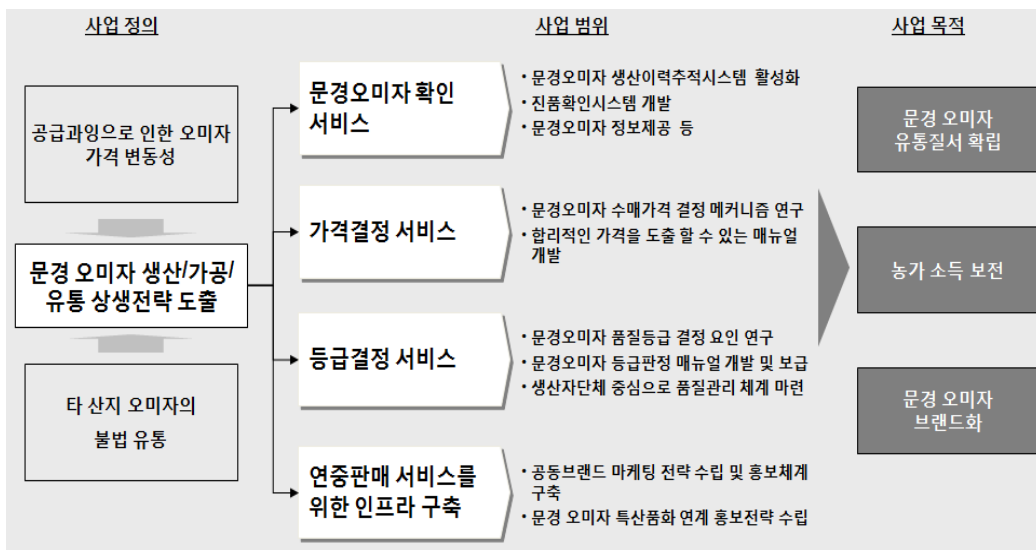 사업 정의
사업 범위
사업 목적
공급과잉으로 인한 오미자
가격 변동성
문경 오미자 생산/가공/
유통 상생전략 도출
타 산지 오미자의
불법 유통
문경오미자 확인
서비스
• 문경오미자 생산이력추적시스템 활성화
• 진품확인시스템 개발
• 문경오미자 정보제공 등
가격결정 서비스
• 문경오미자 수매가격 결정 메커니즘 연구
• 합리적인 가격을 도출 할 수 있는 매뉴얼
개발
등급결정 서비스
• 문경오미자 품질등급 결정 요인 연구
• 문경오미자 등급판정 매뉴얼 개발 및 보급
• 생산자단체 중심으로 품질관리 체계 마련
연중판매 서비스를
위한 인프라 구축
• 공동브랜드 마케팅 전략 수립 및 홍보체계
구축
• 문경 오미자 특산품화 연계 홍보전략 수립
문경 오미자
유통질서 확립
농가 소득 보전
문경 오미자
브랜드화